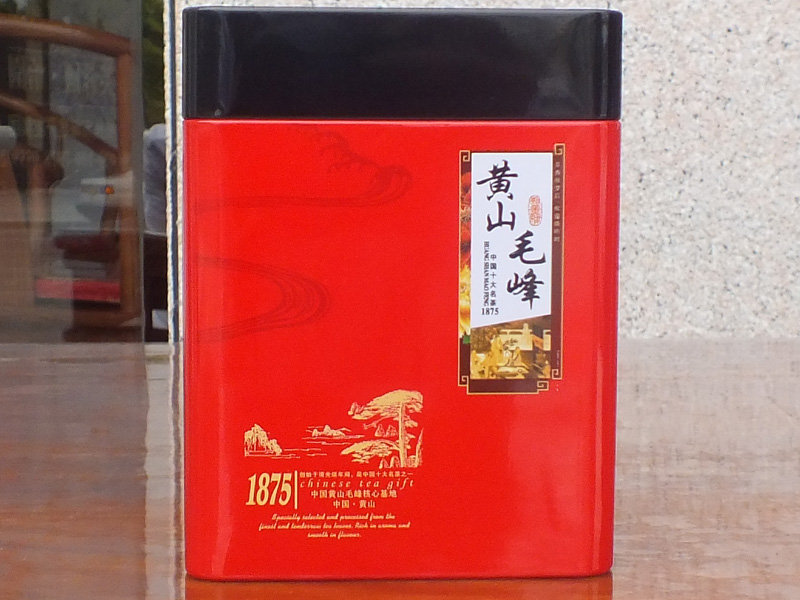 黄山
毛峰
HUANG SHAN MAO FENG
中国十大名茶
1875
1875
创始于清光绪年间，是中国十大名茶之一
chinese tea gift
中国黄山毛峰核心基地
中国·黄山
Specially selected and processed from the
finest and tenderrun tea leaves. Rich in aroma and
smooth in flavour.